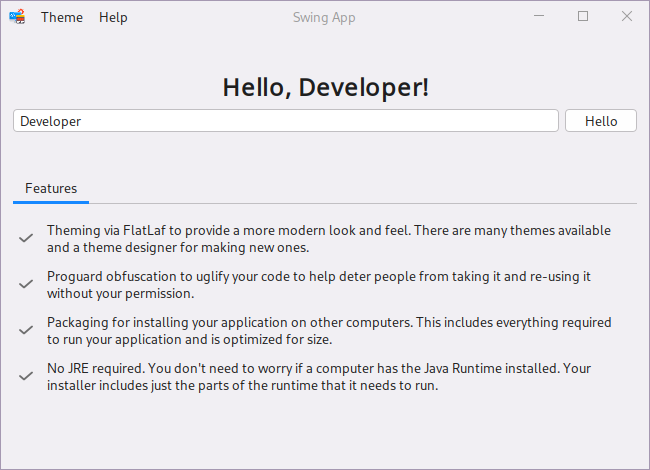 Theme Help Swing App
Hello, Developer!
Developer Hello
Features
Theming via FlatLaf to provide a more modern look and feel. There are many themes available
and a theme designer for making new ones.
Proguard obfuscation to uglify your code to help deter people from taking it and re-using it
without your permission.
Packaging for installing your application on other computers. This includes everything required
to run your application and is optimized for size.
No JRE required. You don't need to worry if a computer has the Java Runtime installed. Your
installer includes just the parts of the runtime that it needs to run.